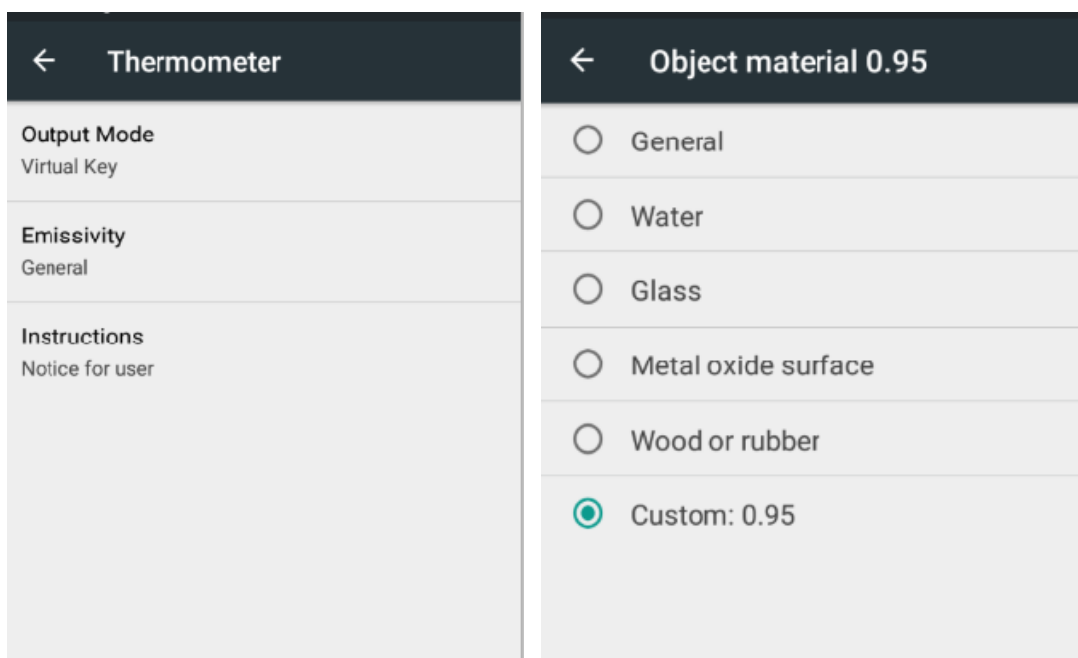 Thermometer
Output Mode
Virtual Key
Emissivity
General
Instructions
Notice for user
Object material 0.95
General
Water
Glass
Metal oxide surface
Wood or rubber
Custom: 0.95